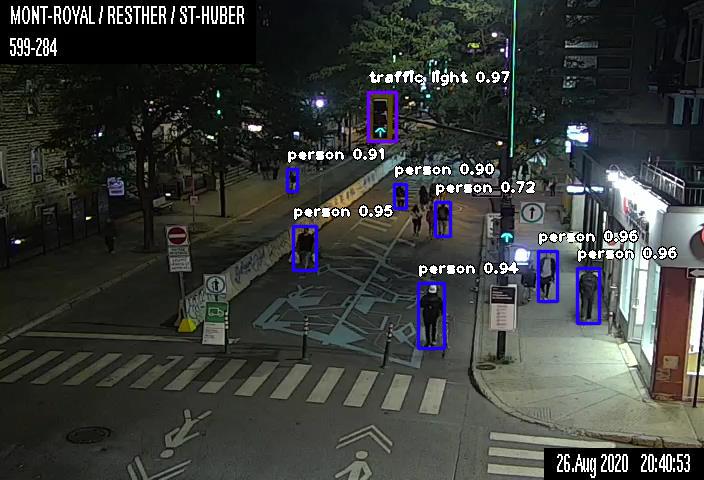 MONT-ROYAL / RESTHER / ST-HUBER
599-284
traffic light 0.97
person 0.91
person 0.90
person 0.72
person 0.95
person 0.96
person 0.96
person 0.94
26.Aug 2020 20:40:53